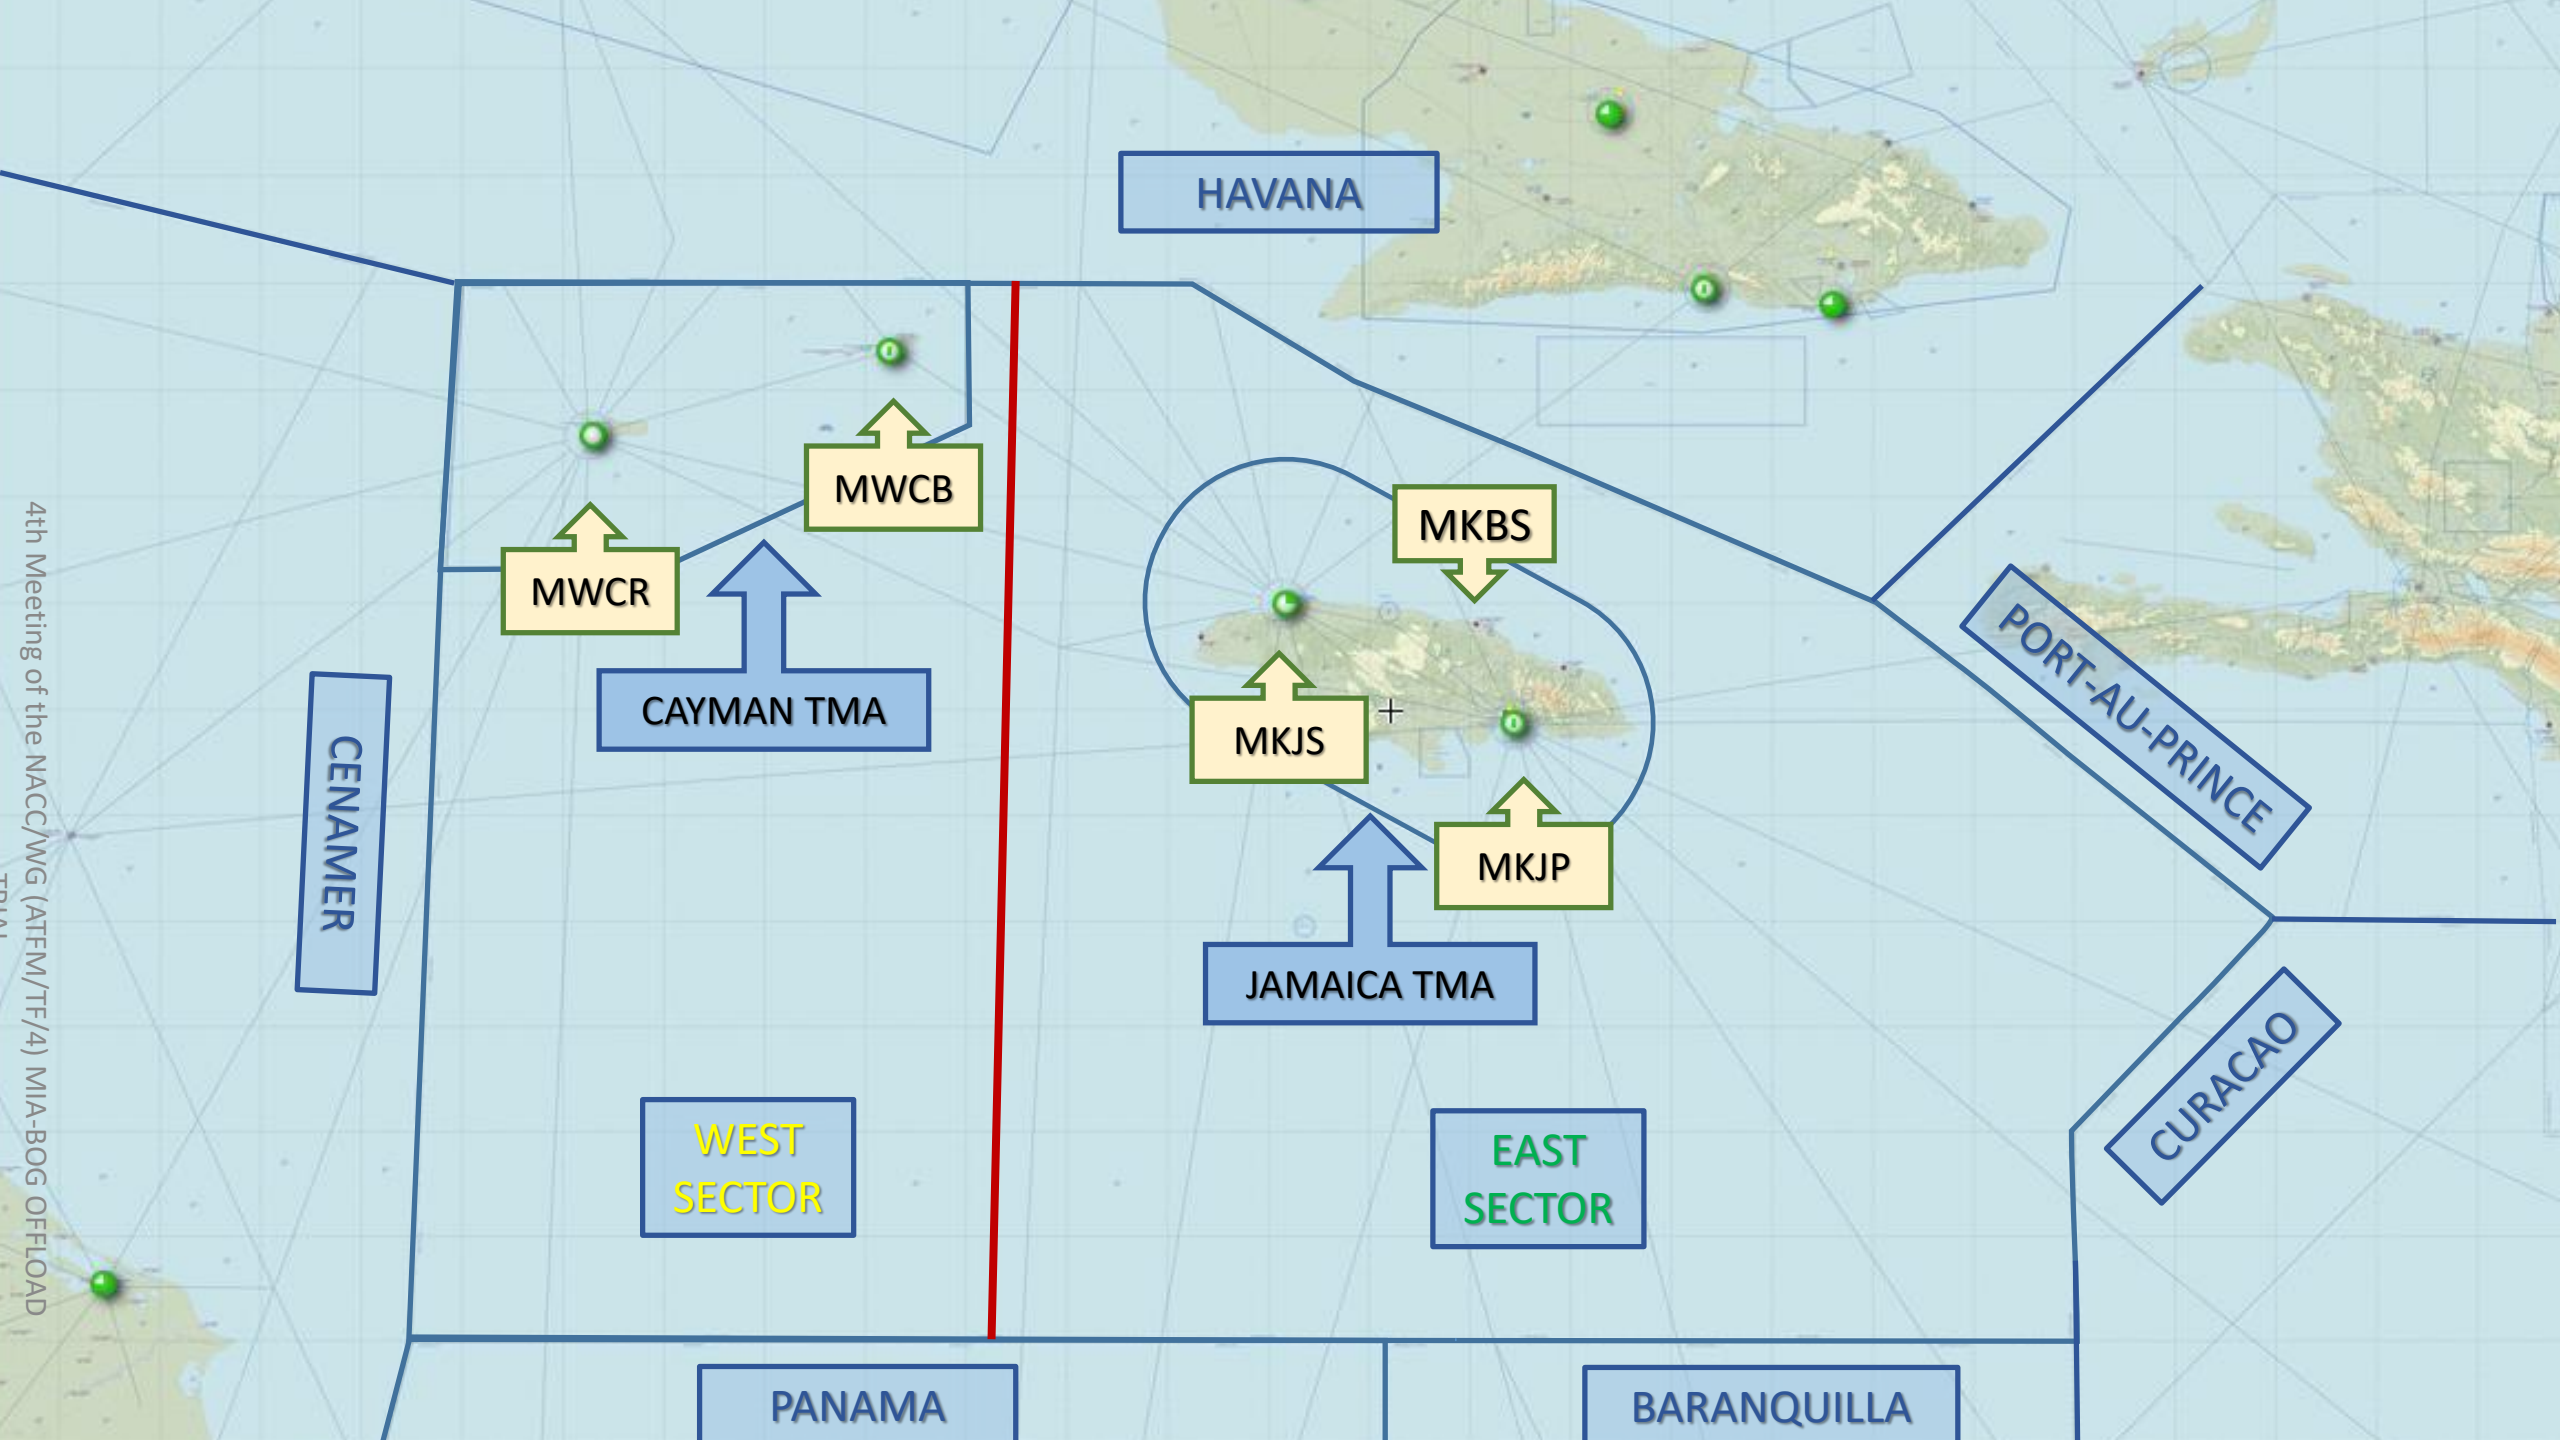 HAVANA
MWCB
MKBS
MWCR
PORT-AU-PRINCE
CAYMAN TMA
MKJS
CENAMER
MKJP
JAMAICA TMA
CURACAO
WEST
SECTOR
EAST
SECTOR
PANAMA
BARANQUILLA
4th Meeting of the NACC/WG (ATFM/TF/4) MIA-BOG OFFLOAD
TRIAL